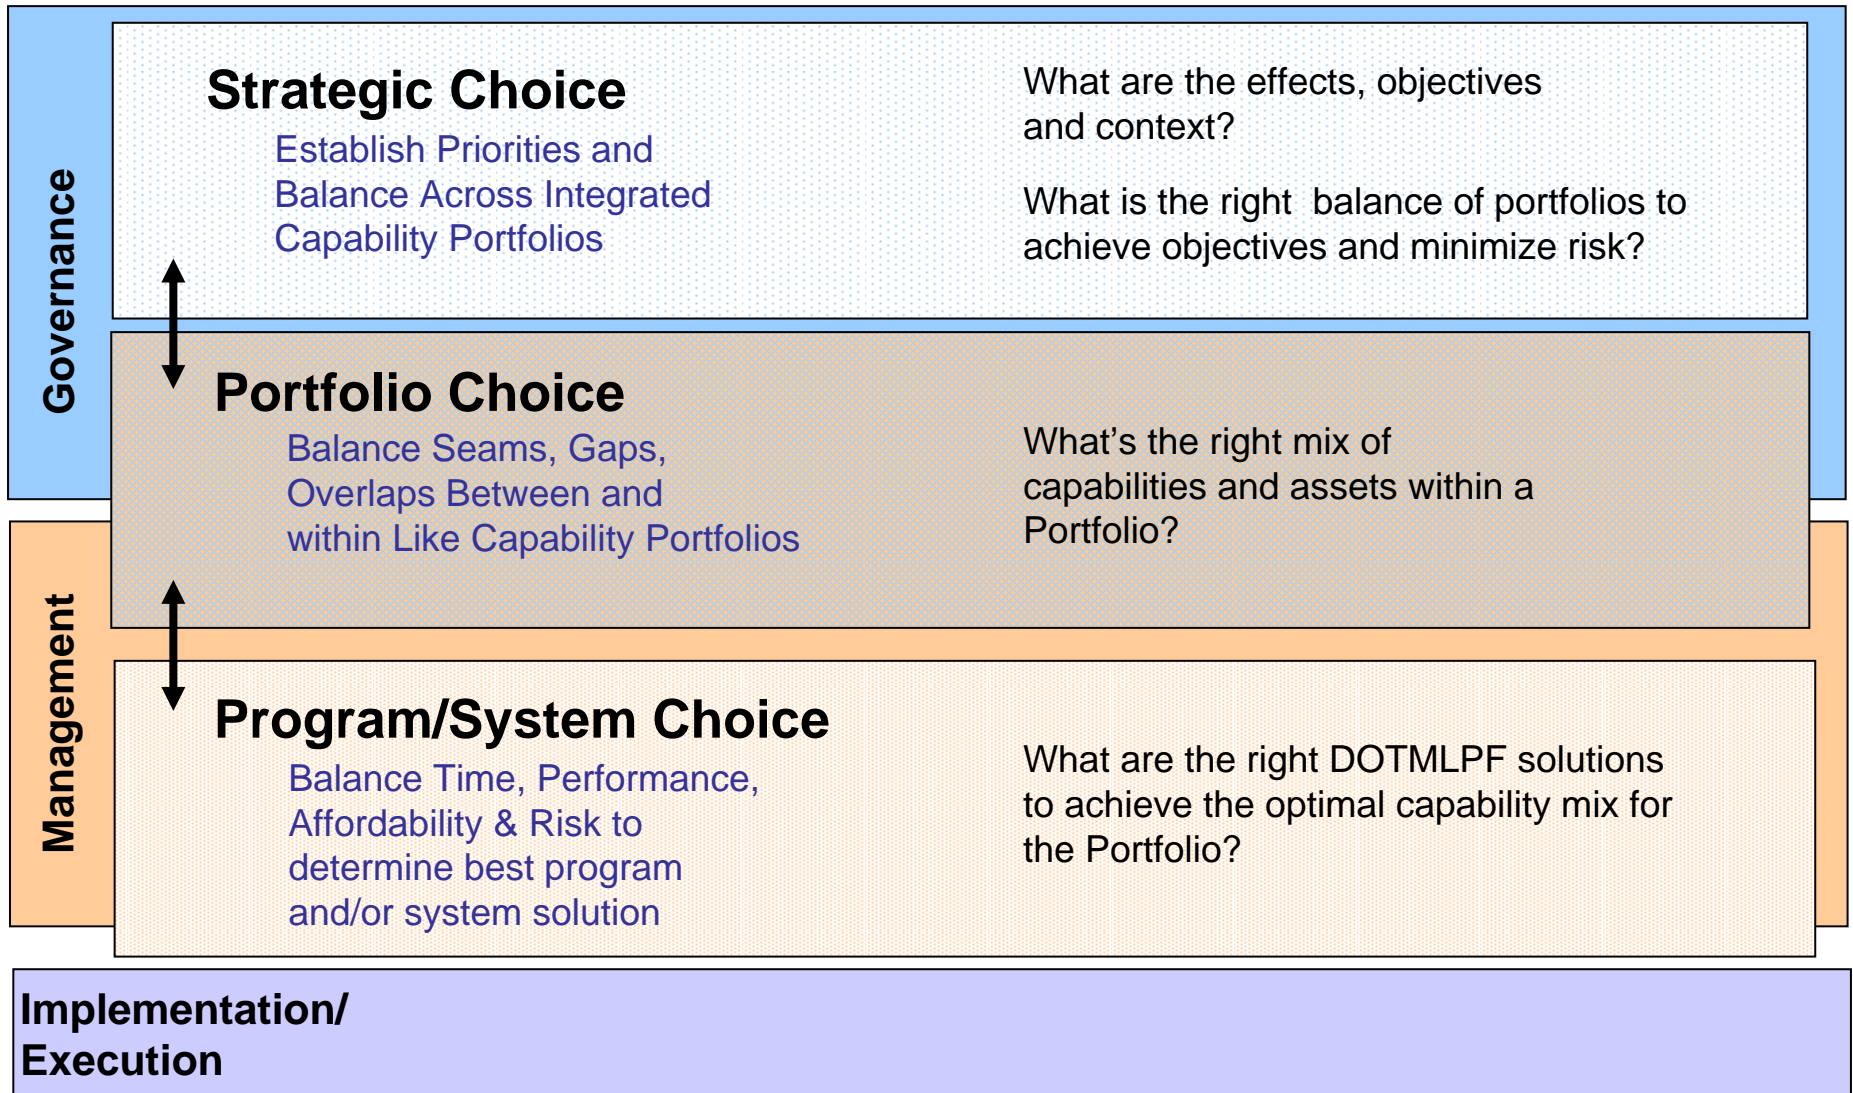 Governance
Strategic Choice
Establish Priorities and
Balance Across Integrated
Capability Portfolios
What are the effects, objectives
and context?
What is the right  balance of portfolios to
achieve objectives and minimize risk?
Portfolio Choice
Balance Seams, Gaps,
Overlaps Between and
within Like Capability Portfolios
What’s the right mix of
capabilities and assets within a
Portfolio?
Management
Program/System Choice
Balance Time, Performance,
Affordability & Risk to
determine best program
and/or system solution
What are the right DOTMLPF solutions
to achieve the optimal capability mix for
the Portfolio?
Implementation/
Execution